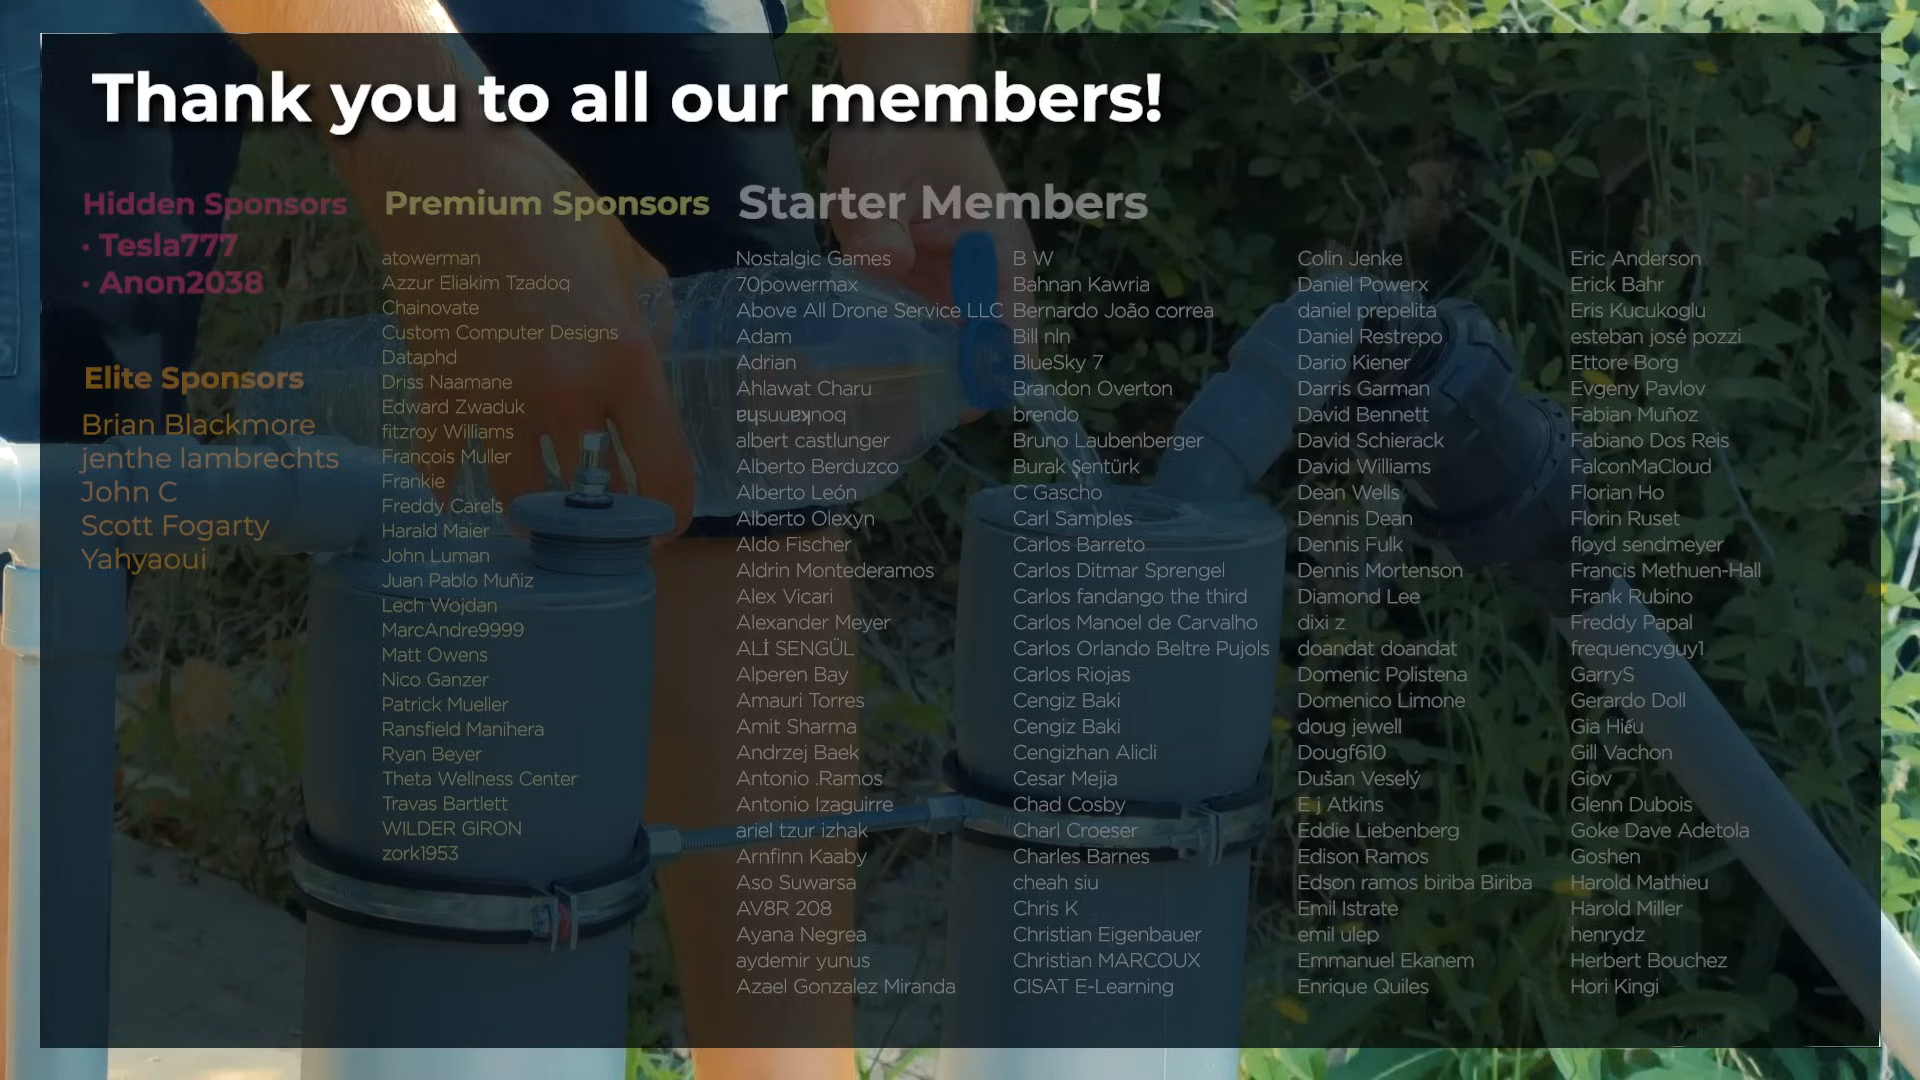 Thank you to all our members!
Hidden Sponsors
• Tesla777
• Anon2038
Elite Sponsors
Brian Blackmore
jenthe lambrechts
John C
Scott Fogarty
Yahyaoui
Premium Sponsors
atowerman
Azzur Eliakim Tzadoq
Chainovate
Custom Computer Designs
Dataphd
Driss Naamane
Edward Zwaduk
fitzroy Williams
Francois Muller
Frankie
Freddy Carels
Harald Maier
John Luman
Juan Pablo Muñiz
Lech Wojdan
MarcAndre9999
Matt Owens
Nico Ganzer
Patrick Mueller
Ransfield Manihera
Ryan Beyer
Theta Wellness Center
Travas Bartlett
WILDER GIRON
zork1953
Starter Members
Nostalgic Games
70powermax
Above All Drone Service LLC
Adam
Adrian
Ahlawat Charu
albert castlunger
Alberto Berduzco
Alberto León
Alberto Olexyn
Aldo Fischer
Aldrin Montederamos
Alex Vicari
Alexander Meyer
ALİ SENGÜL
Alperen Bay
Amauri Torres
Amit Sharma
Andrzej Baek
Antonio .Ramos
Antonio Izaguirre
ariel tzur izhak
Arnfinn Kaaby
Aso Suwarsa
AV8R 208
Ayana Negrea
aydemir yunus
Azael Gonzalez Miranda
B W
Bahnan Kawria
Bernardo João correa
Bill nln
BlueSky 7
Brandon Overton
brendo
Bruno Laubenberger
Burak Şentürk
C Gascho
Carl Samples
Carlos Barreto
Carlos Ditmar Sprengel
Carlos fandango the third
Carlos Manoel de Carvalho
Carlos Orlando Beltre Pujols
Carlos Riojas
Cengiz Baki
Cengiz Baki
Cengizhan Alicli
Cesar Mejia
Chad Cosby
Charl Croeser
Charles Barnes
cheah siu
Chris K
Christian Eigenbauer
Christian MARCOUX
CISAT E-Learning
Colin Jenke
Daniel Powerx
daniel prepelita
Daniel Restrepo
Dario Kiener
Darris Garman
David Bennett
David Schierack
David Williams
Dean Wells
Dennis Dean
Dennis Fulk
Dennis Mortenson
Diamond Lee
dixi z
doandat doandat
Domenic Polistena
Domenico Limone
doug jewell
Dougf610
Dušan Veselý
E j Atkins
Eddie Liebenberg
Edison Ramos
Edson ramos biriba Biriba
Emil Istrate
emil ulep
Emmanuel Ekanem
Enrique Quiles
Eric Anderson
Erick Bahr
Eris Kucukoglu
esteban josé pozzi
Ettore Borg
Evgeny Pavlov
Fabian Muñoz
Fabiano Dos Reis
FalconMaCloud
Florian Ho
Florin Ruset
floyd sendmeyer
Francis Methuen-Hall
Frank Rubino
Freddy Papal
frequencyguy1
GarryS
Gerardo Doll
Gia Hiếu
Gill Vachon
Giov
Glenn Dubois
Goke Dave Adetola
Goshen
Harold Mathieu
Harold Miller
henrydz
Herbert Bouchez
Hori Kingi